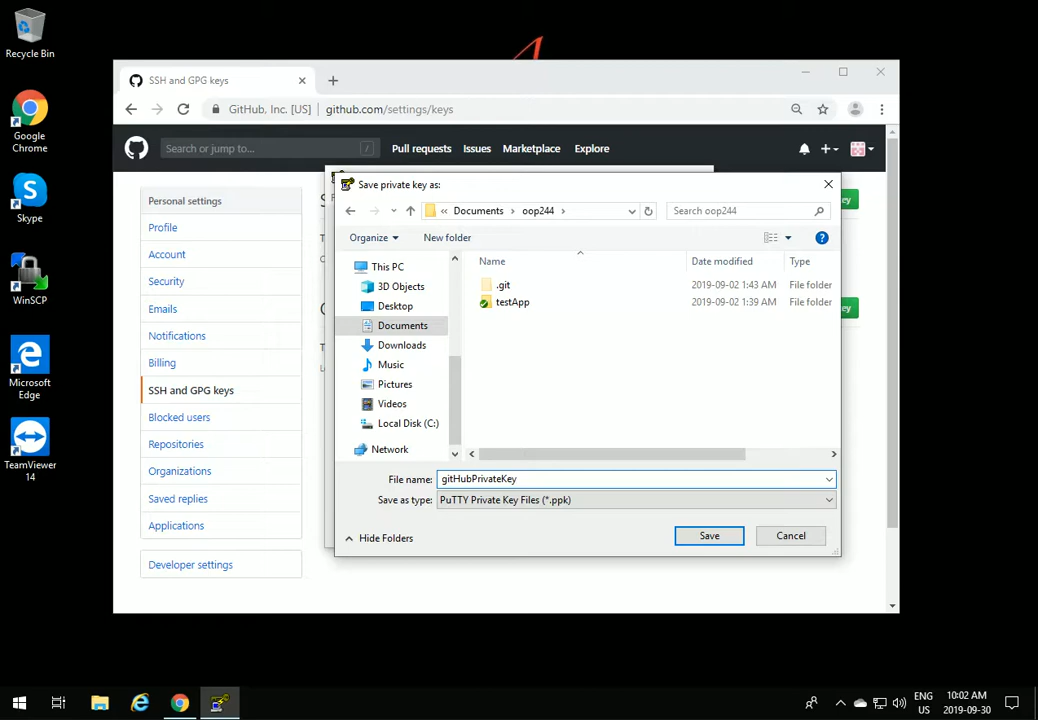 Recycle Bin
Google
Chrome
Skype
WinSCP
Microsoft
Edge
TeamViewer
14
SSH and GPG keys
GitHub, Inc. [US]
github.com/settings/keys
Search or jump to...
/
Pull requests
Issues
Marketplace
Explore
Personal settings
Profile
Account
Security
Emails
Notifications
Billing
SSH and GPG keys
Blocked users
Repositories
Organizations
Saved replies
Applications
Developer settings
Save private key as:
« Documents > oop244 >
Search oop244
Organize
New folder
Name
Date modified
Type
.git
2019-09-02 1:43 AM
File folder
testApp
2019-09-02 1:39 AM
File folder
This PC
3D Objects
Desktop
Documents
Downloads
Music
Pictures
Videos
Local Disk (C:)
Network
File name:
gitHubPrivateKey
Save as type:
PuTTY Private Key Files (*.ppk)
Hide Folders
Save
Cancel
ENG
US
10:02 AM
2019-09-30